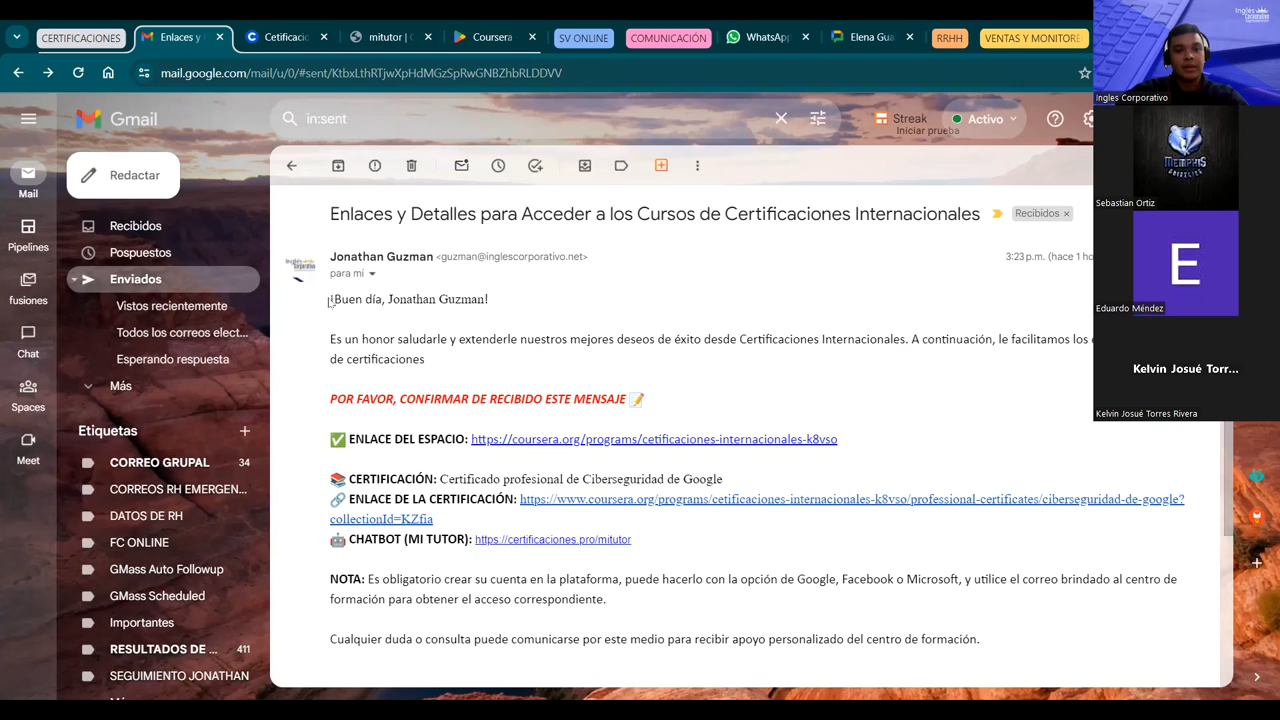 CERTIFICACIONES
Enlaces y
Cetificaci
mitutor | C
Coursera
SV ONLINE
COMUNICACIÓN
WhatsApp
Elena Gua
RRHH
VENTAS Y MONITORE
mail.google.com/mail/u/0/#sent/KtbxLthRTjwXpHdMGzSpRwGNBZhbRLDDVV
Gmail
in:sent
Streak
Iniciar prueba
Activo
Mail
Pipelines
fusiones
Chat
Spaces
Meet
Redactar
Recibidos
Pospuestos
Enviados
Vistos recientemente
Todos los correos elect...
Esperando respuesta
Más
Etiquetas
CORREO GRUPAL 34
CORREOS RH EMERGEN...
DATOS DE RH
FC ONLINE
GMass Auto Followup
GMass Scheduled
Importantes
RESULTADOS DE ... 411
SEGUIMIENTO JONATHAN
Enlaces y Detalles para Acceder a los Cursos de Certificaciones Internacionales
Recibidos ×
Jonathan Guzman <guzman@inglescorporativo.net>
3:23 p.m. (hace 1 ho
para mí
¡Buen día, Jonathan Guzman!
Es un honor saludarle y extenderle nuestros mejores deseos de éxito desde Certificaciones Internacionales. A continuación, le facilitamos los e
de certificaciones
POR FAVOR, CONFIRMAR DE RECIBIDO ESTE MENSAJE 📝
✅ ENLACE DEL ESPACIO: https://coursera.org/programs/cetificaciones-internacionales-k8vso
📚 CERTIFICACIÓN: Certificado profesional de Ciberseguridad de Google
🔗 ENLACE DE LA CERTIFICACIÓN: https://www.coursera.org/programs/cetificaciones-internacionales-k8vso/professional-certificates/ciberseguridad-de-google?
collectionId=KZfia
🤖 CHATBOT (MI TUTOR): https://certificaciones.pro/mitutor
NOTA: Es obligatorio crear su cuenta en la plataforma, puede hacerlo con la opción de Google, Facebook o Microsoft, y utilice el correo brindado al centro de
formación para obtener el acceso correspondiente.
Cualquier duda o consulta puede comunicarse por este medio para recibir apoyo personalizado del centro de formación.
Inglés
Corporativo
Ingles Corporativo
MEMPHIS
GRIZZLIES
Sebastian Ortiz
E
Eduardo Méndez
Kelvin Josué Torr...
Kelvin Josué Torres Rivera